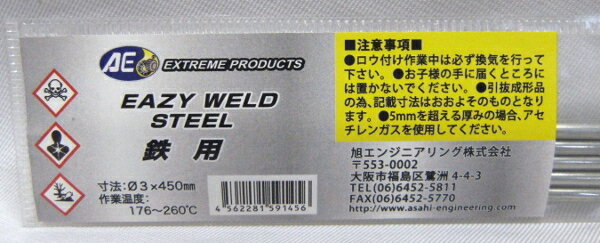 AE EXTREME PRODUCTS
EAZY WELD
STEEL
鉄用
寸法:Ø3×450mm
作業温度:
176~260℃
4 562281 591456
■注意事項■
●ロウ付け作業中は必ず換気を行って
下さい。●お子様の手に届くところに
は置かないでください。●引抜成形品
の為、記載寸法はおおよそのものとなり
ます。●5mmを超える厚みの場合、アセ
チレンガスを使用してください。
旭エンジニアリング株式会社
〒553-0002
大阪市福島区鷺洲 4-4-3
TEL(06)6452-5811
FAX(06)6452-5770
http://www.asahi-engineering.com/